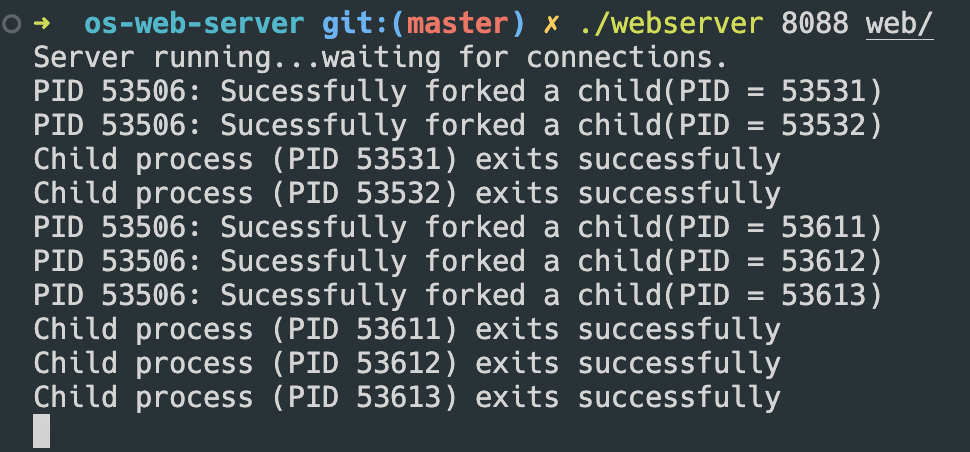 ➜ os-web-server git:(master) ✗ ./webserver 8088 web/
Server running...waiting for connections.
PID 53506: Sucessfully forked a child(PID = 53531)
PID 53506: Sucessfully forked a child(PID = 53532)
Child process (PID 53531) exits successfully
Child process (PID 53532) exits successfully
PID 53506: Sucessfully forked a child(PID = 53611)
PID 53506: Sucessfully forked a child(PID = 53612)
PID 53506: Sucessfully forked a child(PID = 53613)
Child process (PID 53611) exits successfully
Child process (PID 53612) exits successfully
Child process (PID 53613) exits successfully